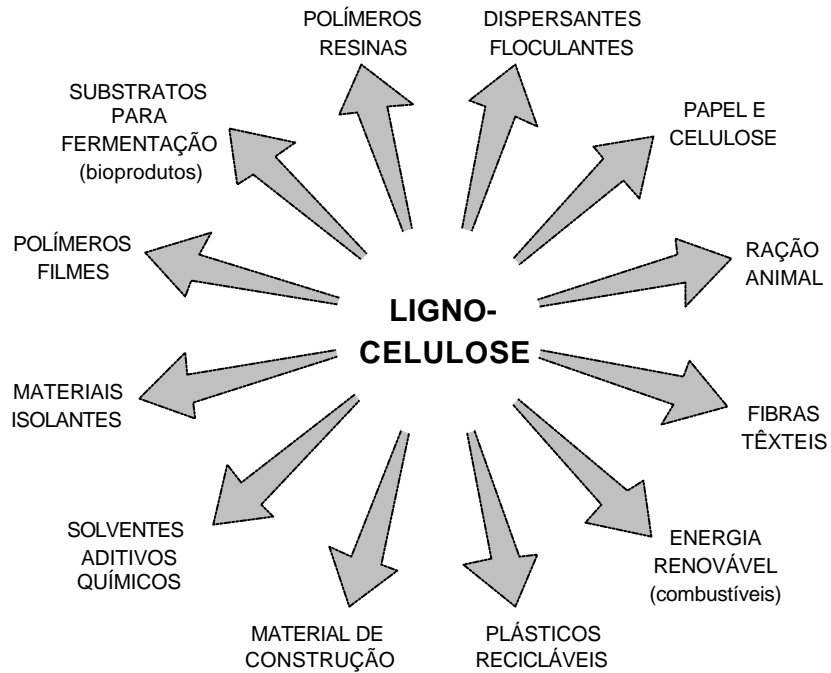 POLÍMEROS
RESINAS
DISPERSANTES
FLOCULANTES
SUBSTRATOS
PARA
FERMENTAÇÃO
(bioprodutos)
PAPEL E
CELULOSE
POLÍMEROS
FILMES
RAÇÃO
ANIMAL
LIGNO-
CELULOSE
MATERIAIS
ISOLANTES
FIBRAS
TÊXTEIS
SOLVENTES
ADITIVOS
QUÍMICOS
ENERGIA
RENOVÁVEL
(combustíveis)
MATERIAL DE
CONSTRUÇÃO
PLÁSTICOS
RECICLÁVEIS